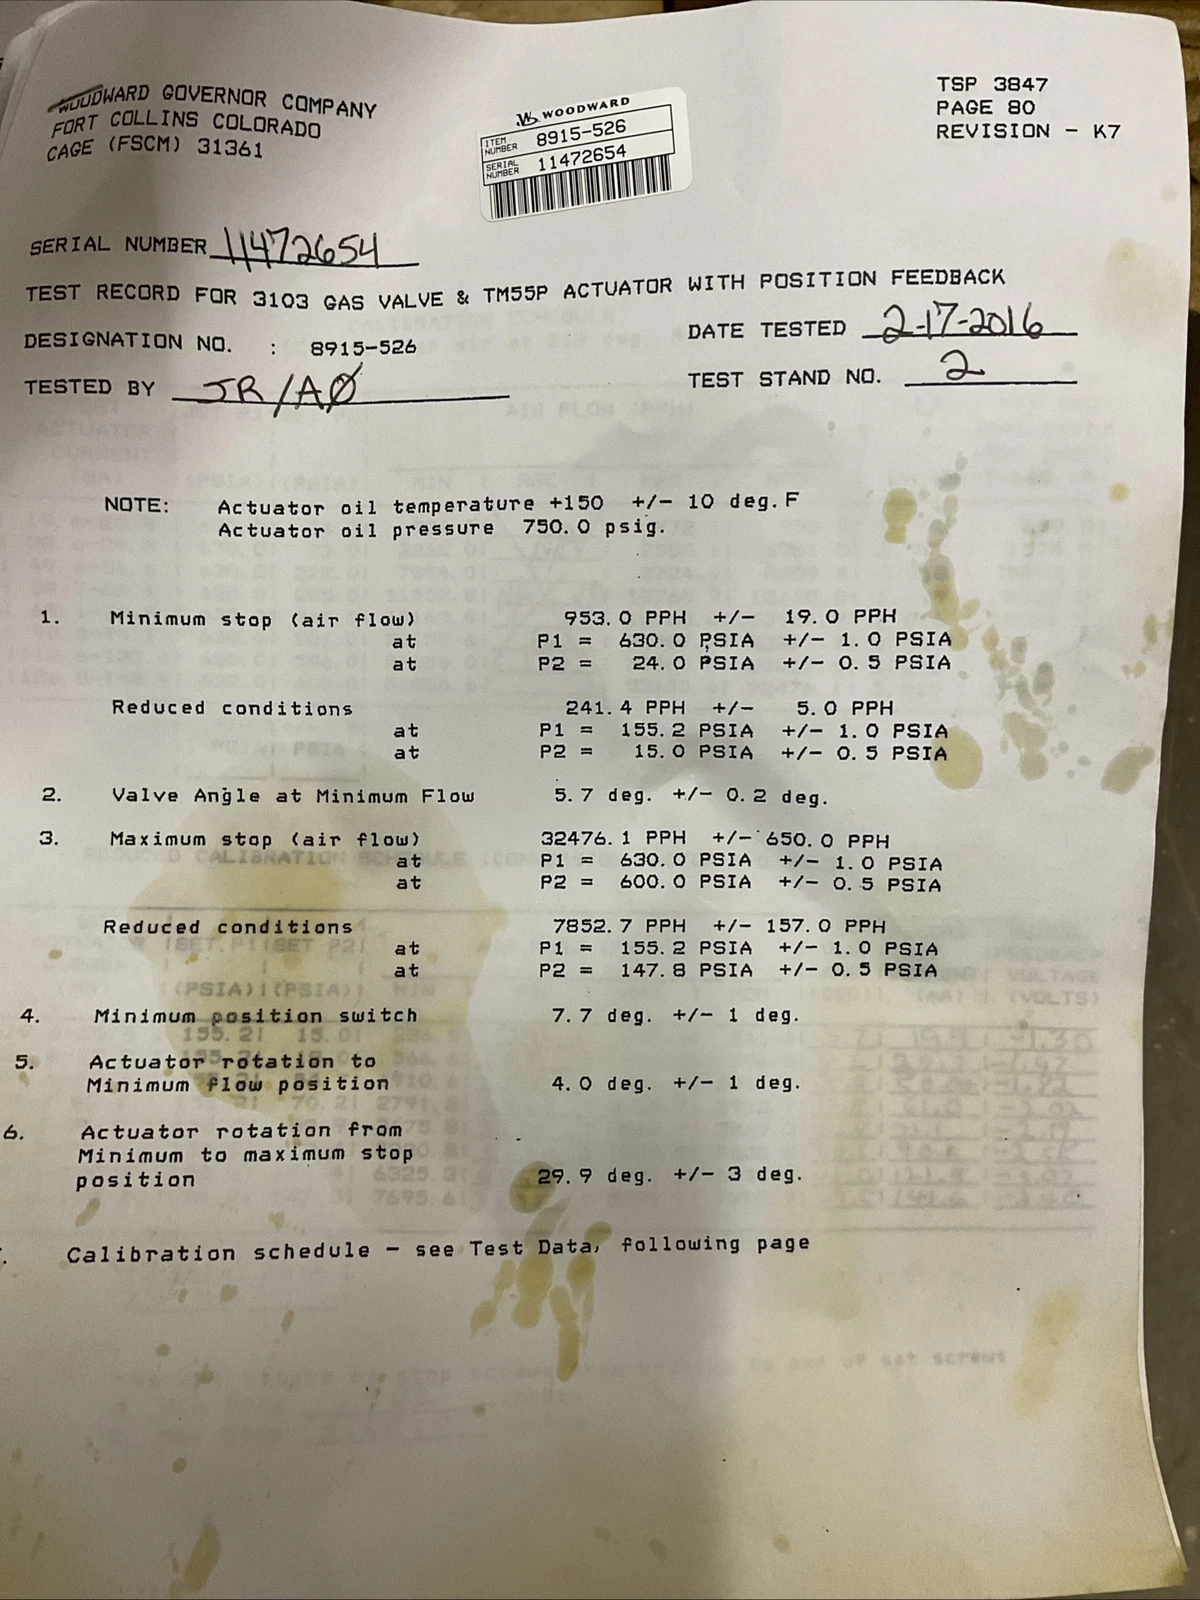 WOODWARD GOVERNOR COMPANY
FORT COLLINS COLORADO
CAGE (FSCM) 31361
WOODWARD
ITEM NUMBER 8915-526
SERIAL NUMBER 11472654
TSP 3847
PAGE 80
REVISION - K7
SERIAL NUMBER 11472654
TEST RECORD FOR 3103 GAS VALVE & TM55P ACTUATOR WITH POSITION FEEDBACK
DESIGNATION NO. : 8915-526
DATE TESTED 2-17-2016
TESTED BY JR/AØ
TEST STAND NO. 2
NOTE: Actuator oil temperature +150 +/- 10 deg. F
Actuator oil pressure 750.0 psig.
1. Minimum stop (air flow) 953.0 PPH +/- 19.0 PPH
at P1 = 630.0 PSIA +/- 1.0 PSIA
at P2 = 24.0 PSIA +/- 0.5 PSIA
Reduced conditions 241.4 PPH +/- 5.0 PPH
at P1 = 155.2 PSIA +/- 1.0 PSIA
at P2 = 15.0 PSIA +/- 0.5 PSIA
2. Valve Angle at Minimum Flow 5.7 deg. +/- 0.2 deg.
3. Maximum stop (air flow) 32476.1 PPH +/- 650.0 PPH
at P1 = 630.0 PSIA +/- 1.0 PSIA
at P2 = 600.0 PSIA +/- 0.5 PSIA
Reduced conditions 7852.7 PPH +/- 157.0 PPH
at P1 = 155.2 PSIA +/- 1.0 PSIA
at P2 = 147.8 PSIA +/- 0.5 PSIA
4. Minimum position switch 7.7 deg. +/- 1 deg.
5. Actuator rotation to
Minimum flow position 4.0 deg. +/- 1 deg.
6. Actuator rotation from
Minimum to maximum stop
position 29.9 deg. +/- 3 deg.
Calibration schedule - see Test Data, following page